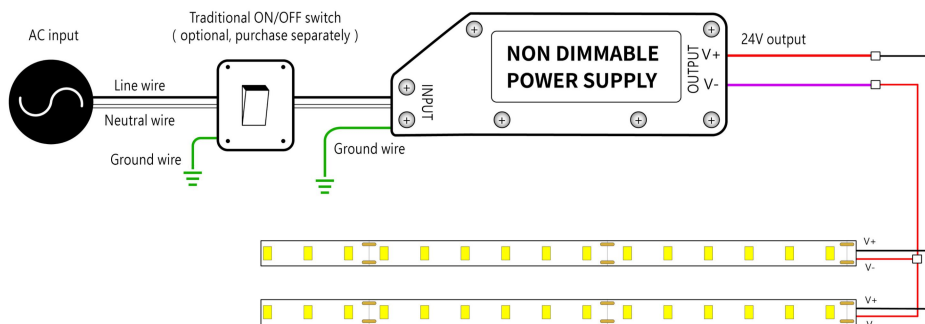 AC input
Traditional ON/OFF switch
( optional, purchase separately )
Line wire
Neutral wire
Ground wire
Ground wire
INPUT
NON DIMMABLE
POWER SUPPLY
OUTPUT
V+
V-
24V output
V+
V-
V+